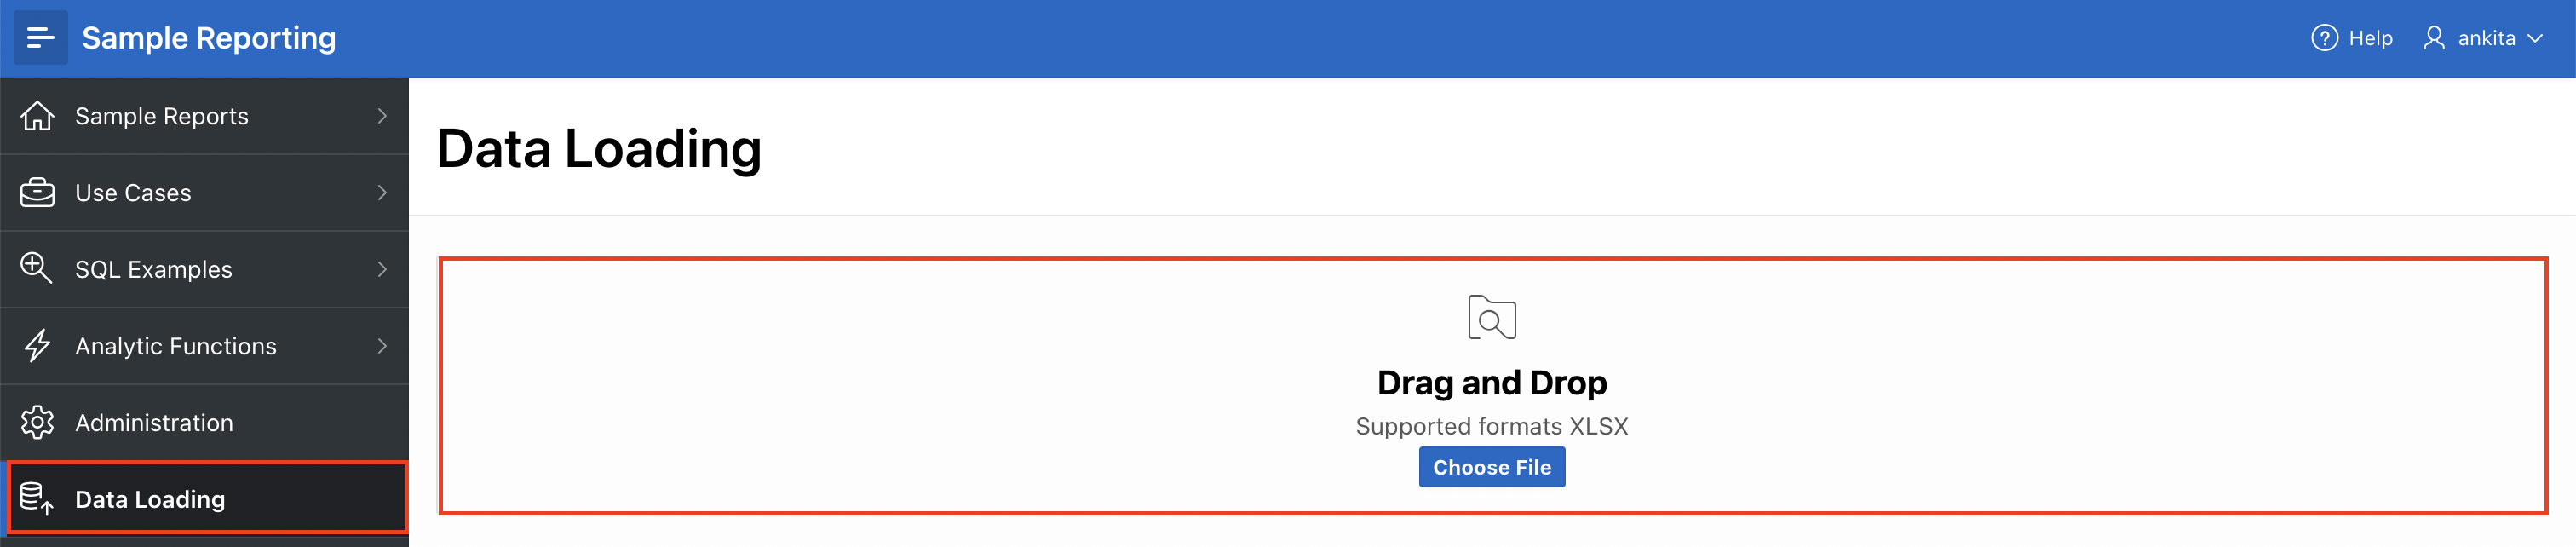 Sample Reporting
Help
ankita
Sample Reports
Use Cases
SQL Examples
Analytic Functions
Administration
Data Loading
Data Loading
Drag and Drop
Supported formats XLSX
Choose File